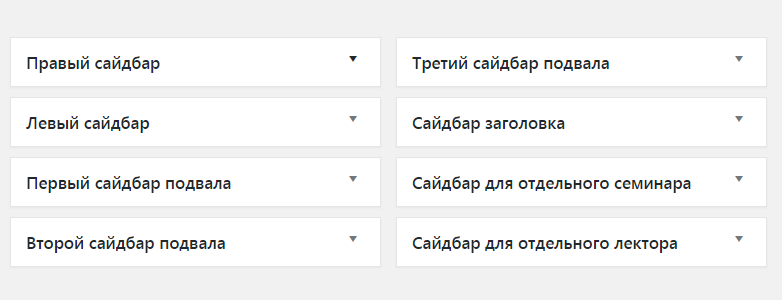 Правый сайдбар
Левый сайдбар
Первый сайдбар подвала
Второй сайдбар подвала
Третий сайдбар подвала
Сайдбар заголовка
Сайдбар для отдельного семинара
Сайдбар для отдельного лектора